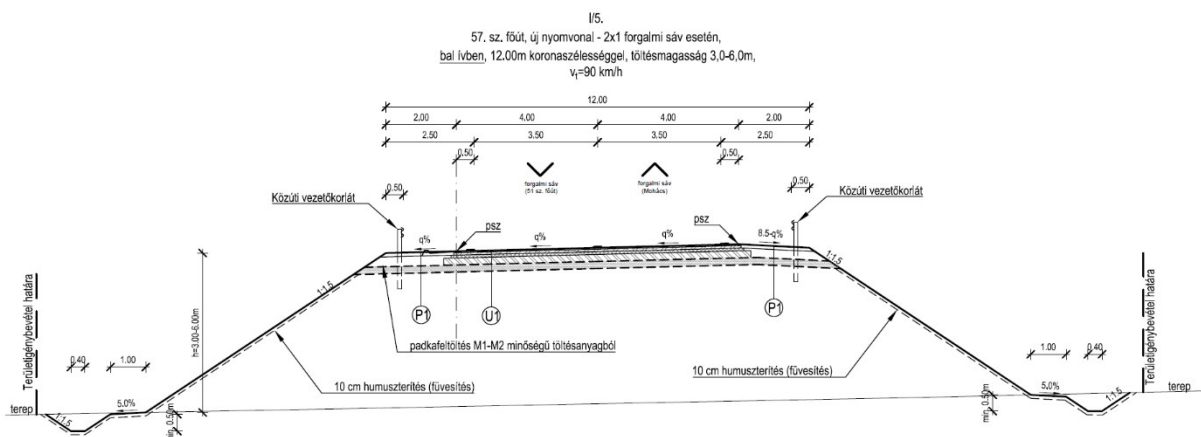 I/5.
57. sz. főút, új nyomvonal - 2x1 forgalmi sáv esetén,
bal ívben, 12.00m koronaszélességgel, töltésmagasság 3,0-6,0m,
vt=90 km/h
12.00
2.00 4.00 4.00 2.00
2.50 3.50 3.50 2.50
0.50 0.50
forgalmi sáv
(51 sz. főút)
forgalmi sáv
(Mohács)
0.50 0.50
Közúti vezetőkorlát
Közúti vezetőkorlát
psz psz
q% q% q% 8.5-q%
1:1.5 1:1.5
P1 U1 P1
padkafeltöltés M1-M2 minőségű töltésanyagból
10 cm humuszterítés (füvesítés)
10 cm humuszterítés (füvesítés)
h=3.00-6.00m
Területigénybevétel határa
Területigénybevétel határa
0.40 1.00
1.00 0.40
5.0% 5.0%
terep terep
1:1.5 1:1.5
min. 0.50m
min. 0.50m